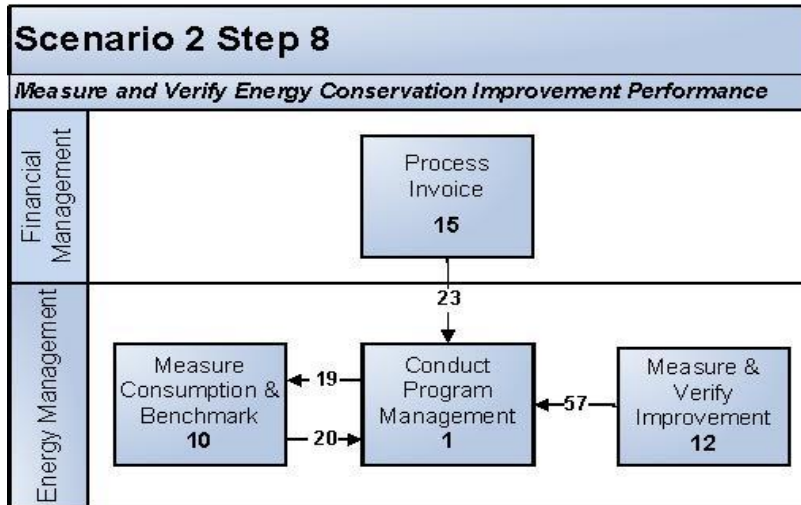 Scenario 2 Step 8
Measure and Verify Energy Conservation Improvement Performance
Financial
Management
Process
Invoice
15
23
Energy Management
Measure
Consumption &
Benchmark
10
19
20
Conduct
Program
Management
1
57
Measure &
Verify
Improvement
12